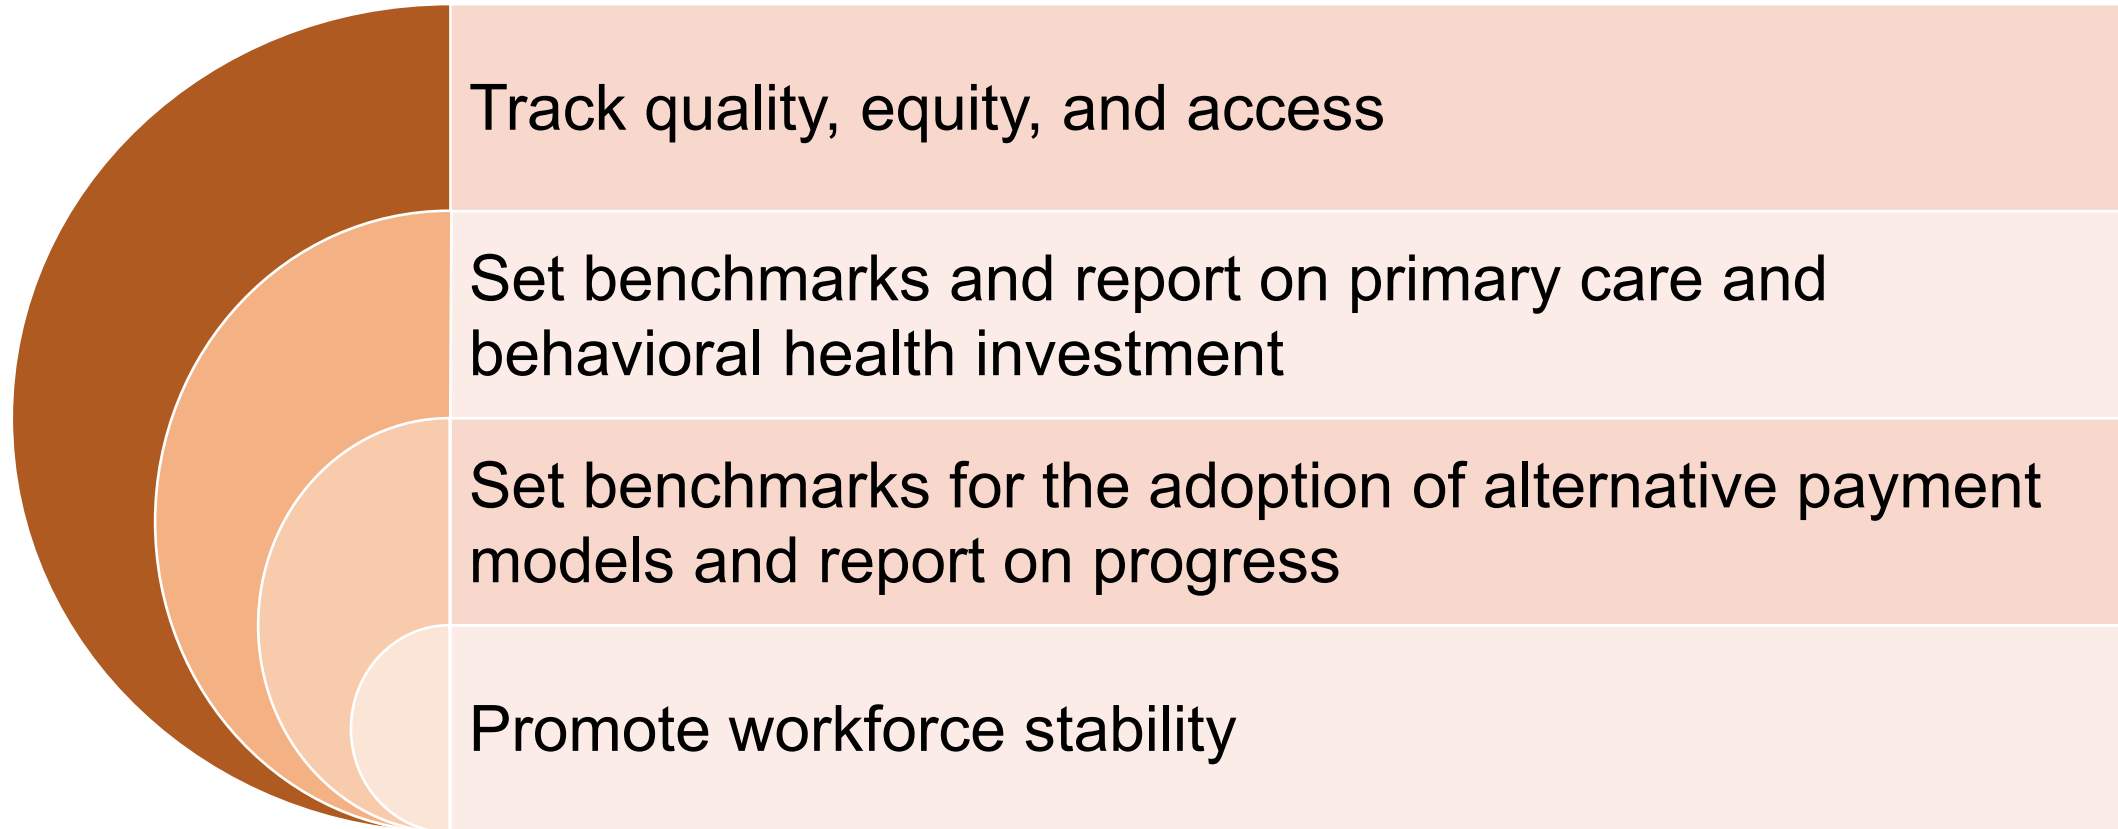 Track quality, equity, and access
Set benchmarks and report on primary care and
behavioral health investment
Set benchmarks for the adoption of alternative payment
models and report on progress
Promote workforce stability